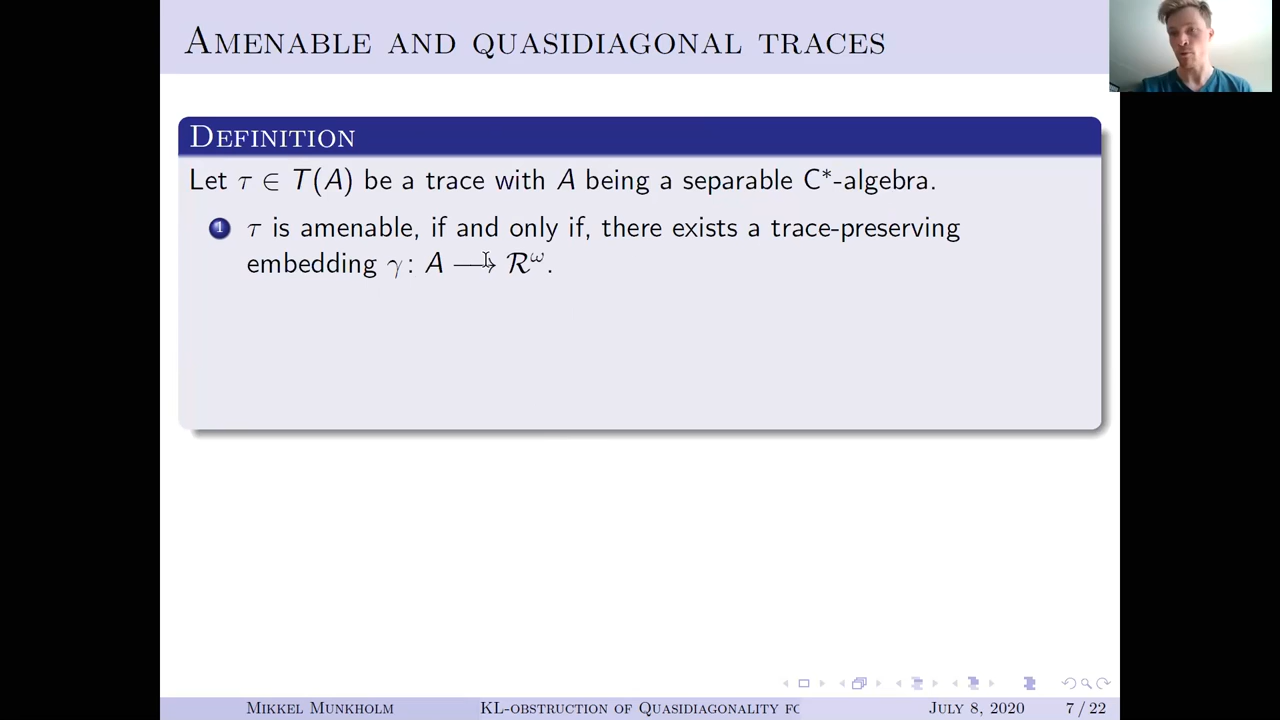 Amenable and quasidiagonal traces
Definition
Let τ ∈ T(A) be a trace with A being a separable C*-algebra.
1 τ is amenable, if and only if, there exists a trace-preserving
embedding γ: A ⟶ ℛ^ω.
Mikkel Munkholm KL-obstruction of Quasidiagonality fo July 8, 2020 7 / 22